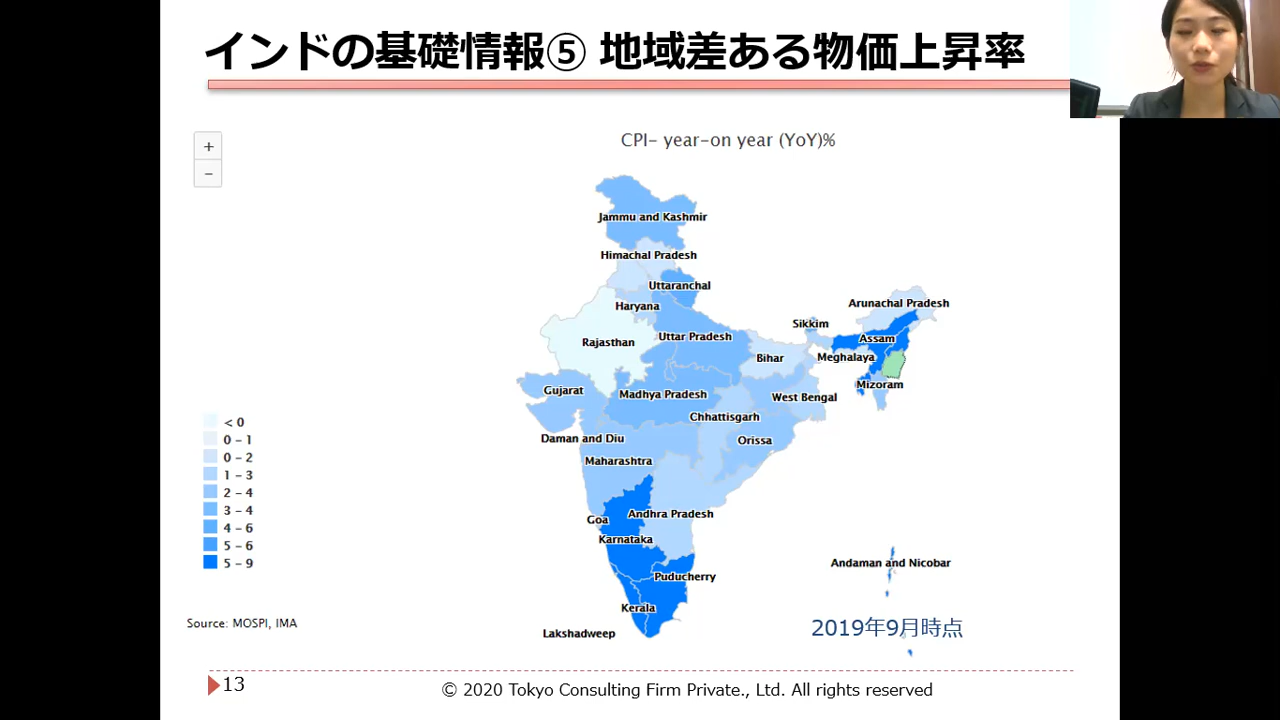 インドの基礎情報⑤ 地域差ある物価上昇率
CPI- year-on year (YoY)%
+
−
Jammu and Kashmir
Himachal Pradesh
Uttaranchal
Haryana
Arunachal Pradesh
Sikkim
Rajasthan
Uttar Pradesh
Assam
Bihar
Meghalaya
Mizoram
Gujarat
Madhya Pradesh
West Bengal
Chhattisgarh
Daman and Diu
Orissa
Maharashtra
Goa
Andhra Pradesh
Karnataka
Andaman and Nicobar
Puducherry
Kerala
Lakshadweep
< 0
0 – 1
0 – 2
1 – 3
2 – 4
3 – 4
4 – 6
5 – 6
5 – 9
Source: MOSPI, IMA
2019年9月時点
13
© 2020 Tokyo Consulting Firm Private., Ltd. All rights reserved